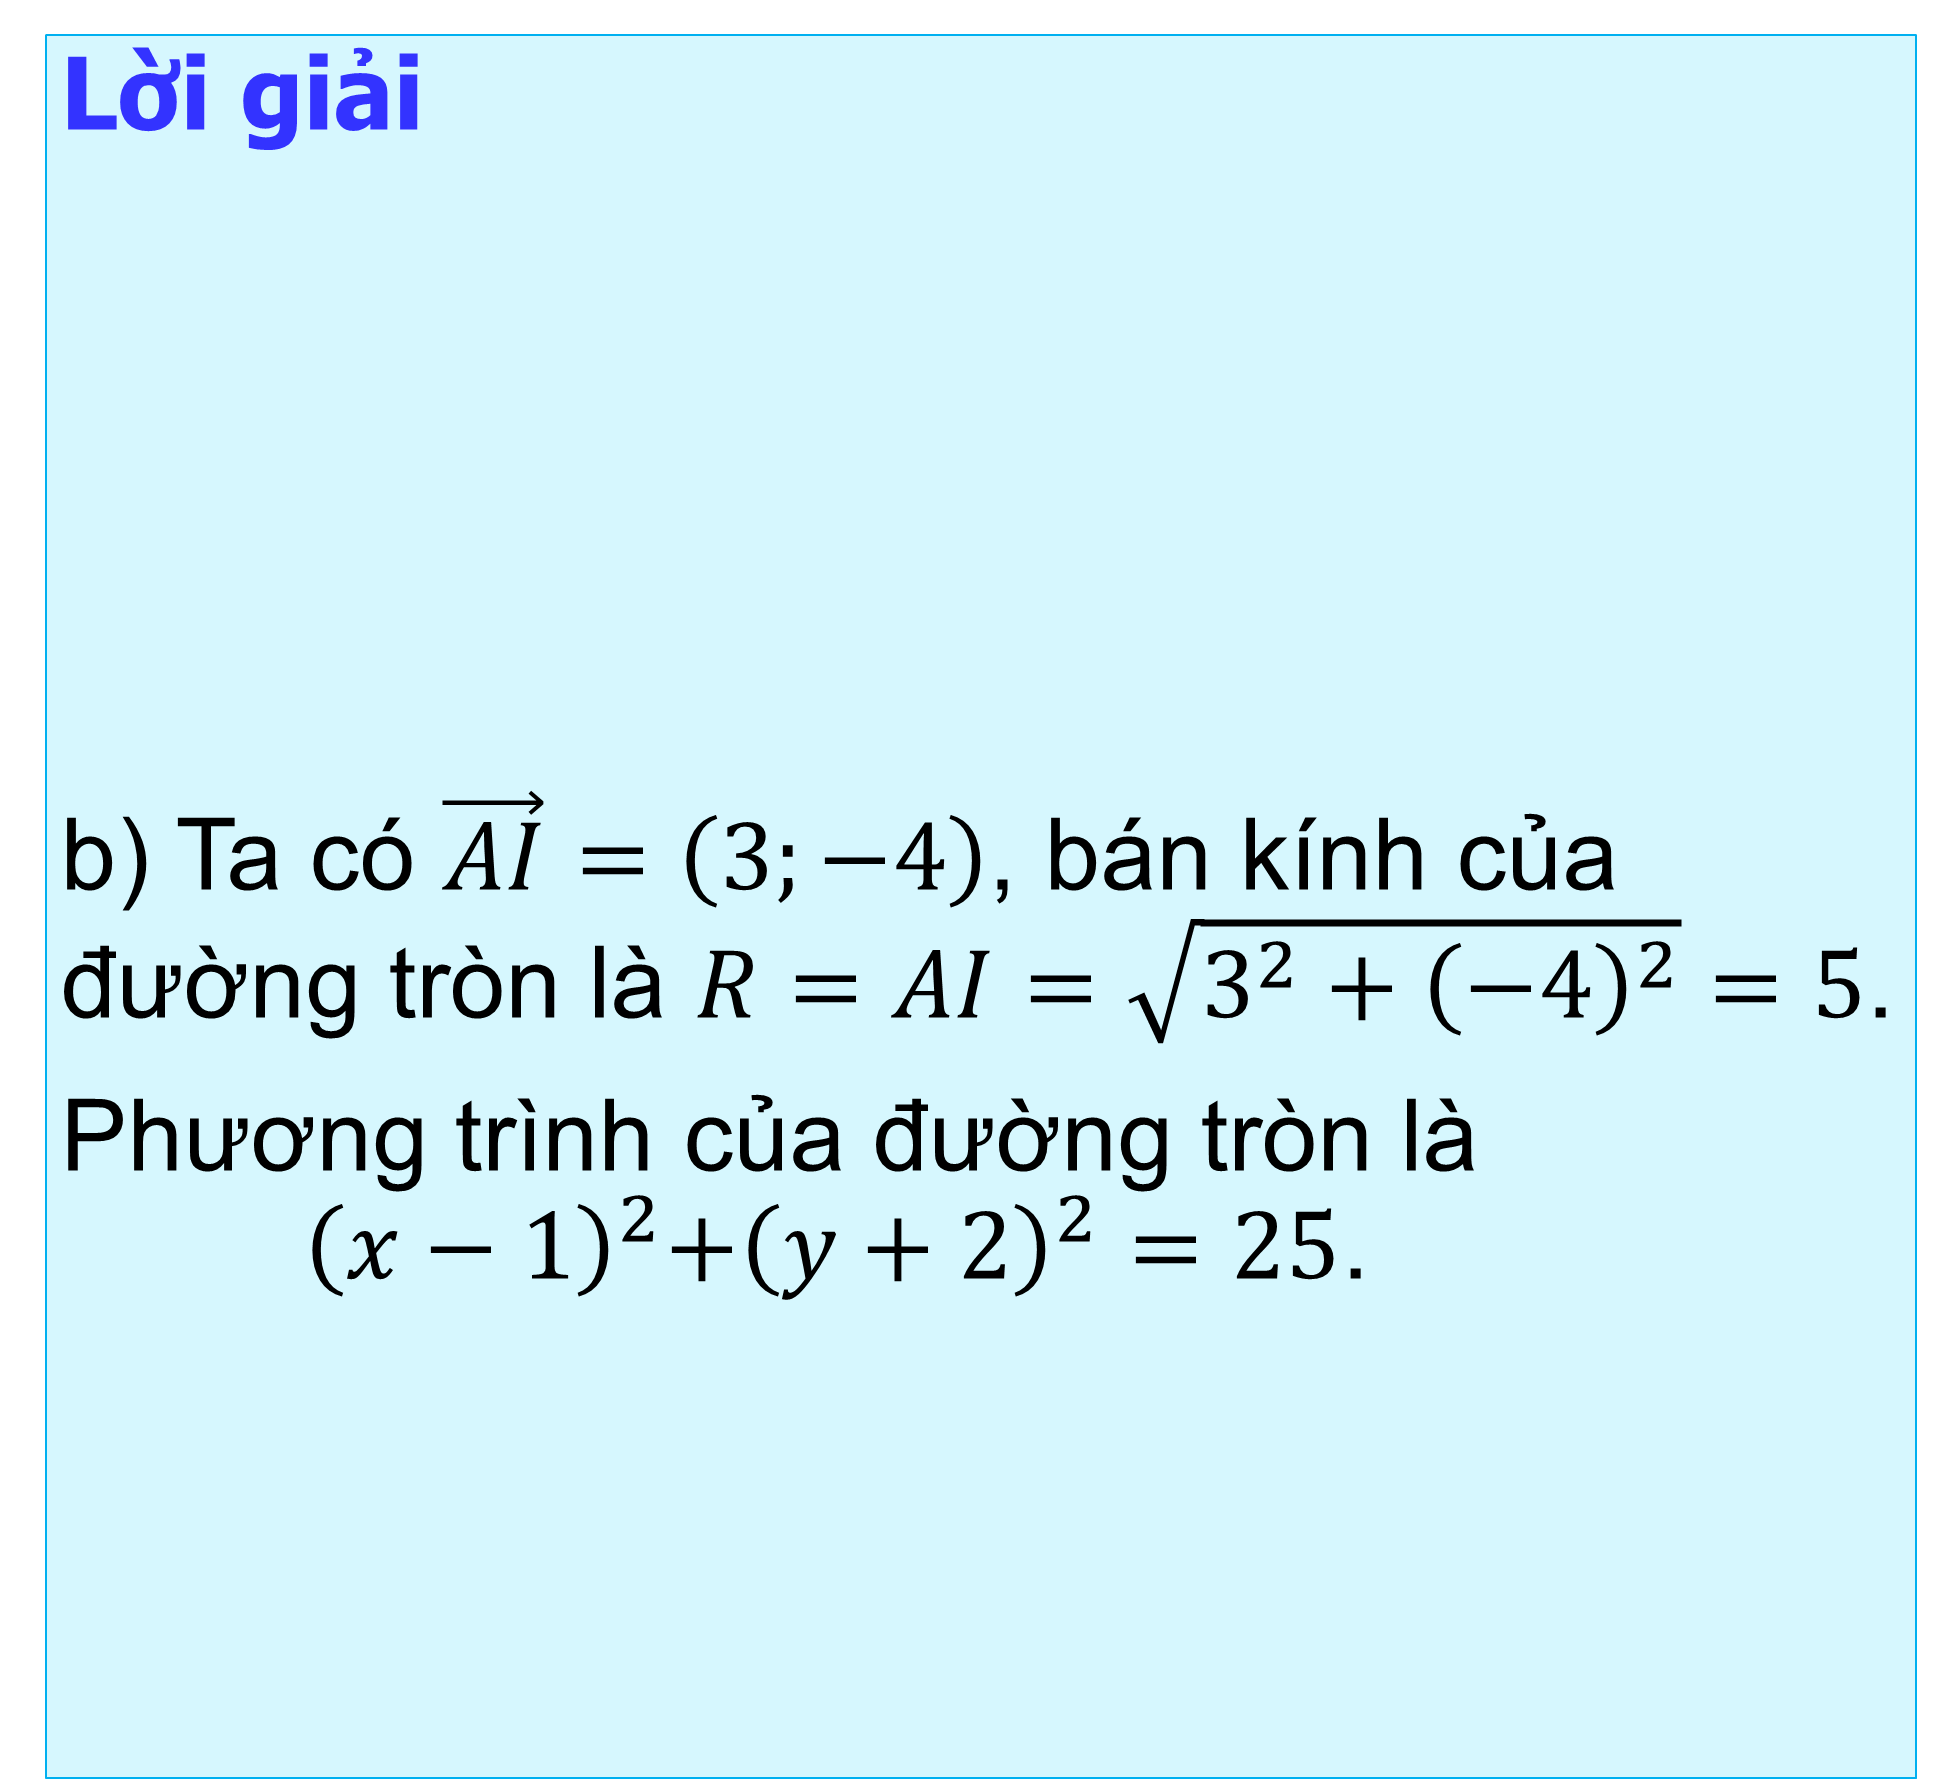 Lời giải
b) Ta có $\overrightarrow{AI} = (3; -4)$, bán kính của
đường tròn là $R = AI = \sqrt{3^2 + (-4)^2} = 5$.
Phương trình của đường tròn là
$(x - 1)^2 + (y + 2)^2 = 25.$